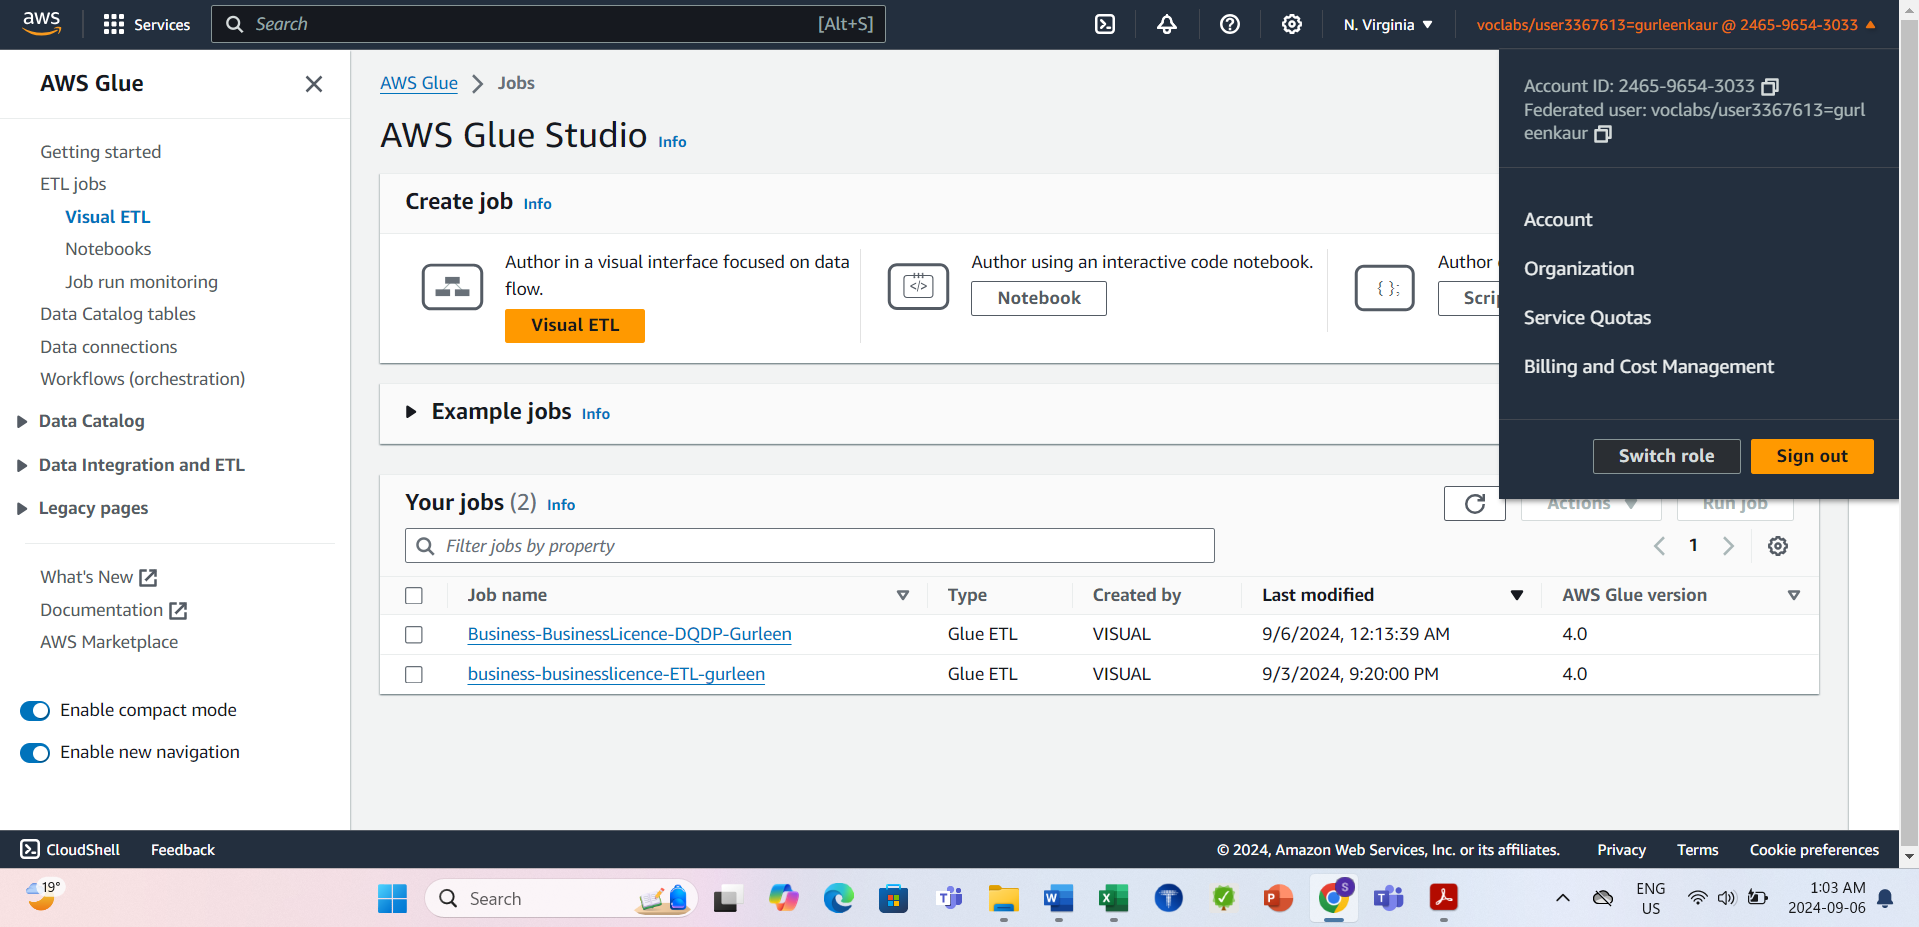 aws
Services
Search
[Alt+S]
N. Virginia
voclabs/user3367613=gurleenkaur @ 2465-9654-3033
Account ID: 2465-9654-3033
Federated user: voclabs/user3367613=gurl
eenkaur
Account
Organization
Service Quotas
Billing and Cost Management
Switch role
Sign out
AWS Glue
Getting started
ETL jobs
Visual ETL
Notebooks
Job run monitoring
Data Catalog tables
Data connections
Workflows (orchestration)
Data Catalog
Data Integration and ETL
Legacy pages
What's New
Documentation
AWS Marketplace
Enable compact mode
Enable new navigation
AWS Glue
Jobs
AWS Glue Studio Info
Create job Info
Author in a visual interface focused on data
flow.
Visual ETL
</>
Author using an interactive code notebook.
Notebook
{ };
Author
Example jobs Info
Your jobs (2) Info
Actions
Run job
Filter jobs by property
1
Job name Type Created by Last modified AWS Glue version
Business-BusinessLicence-DQDP-Gurleen Glue ETL VISUAL 9/6/2024, 12:13:39 AM 4.0
business-businesslicence-ETL-gurleen Glue ETL VISUAL 9/3/2024, 9:20:00 PM 4.0
CloudShell
Feedback
© 2024, Amazon Web Services, Inc. or its affiliates.
Privacy
Terms
Cookie preferences
19°
Search
S
ENG
US
1:03 AM
2024-09-06